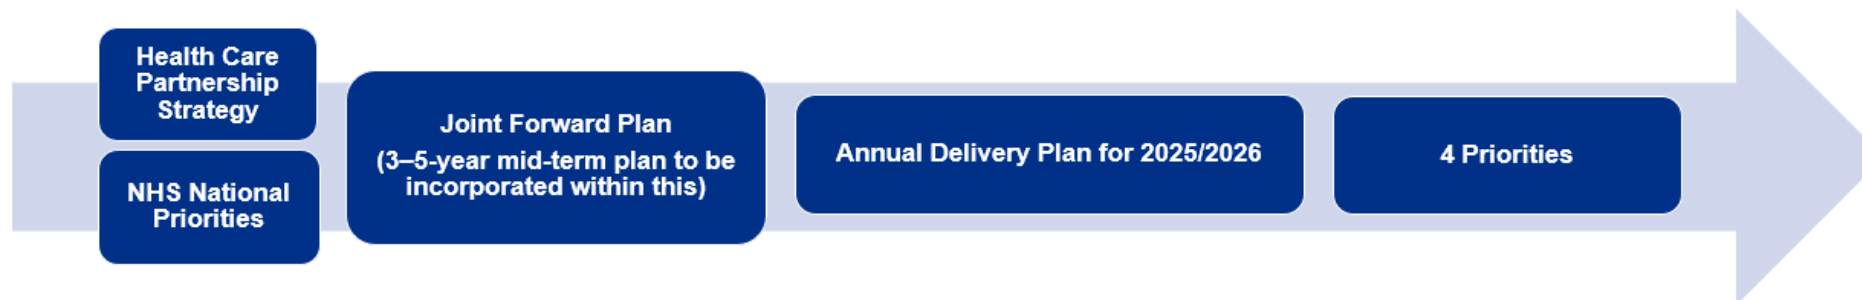 Health Care
Partnership
Strategy
NHS National
Priorities
Joint Forward Plan
(3–5-year mid-term plan to be
incorporated within this)
Annual Delivery Plan for 2025/2026
4 Priorities